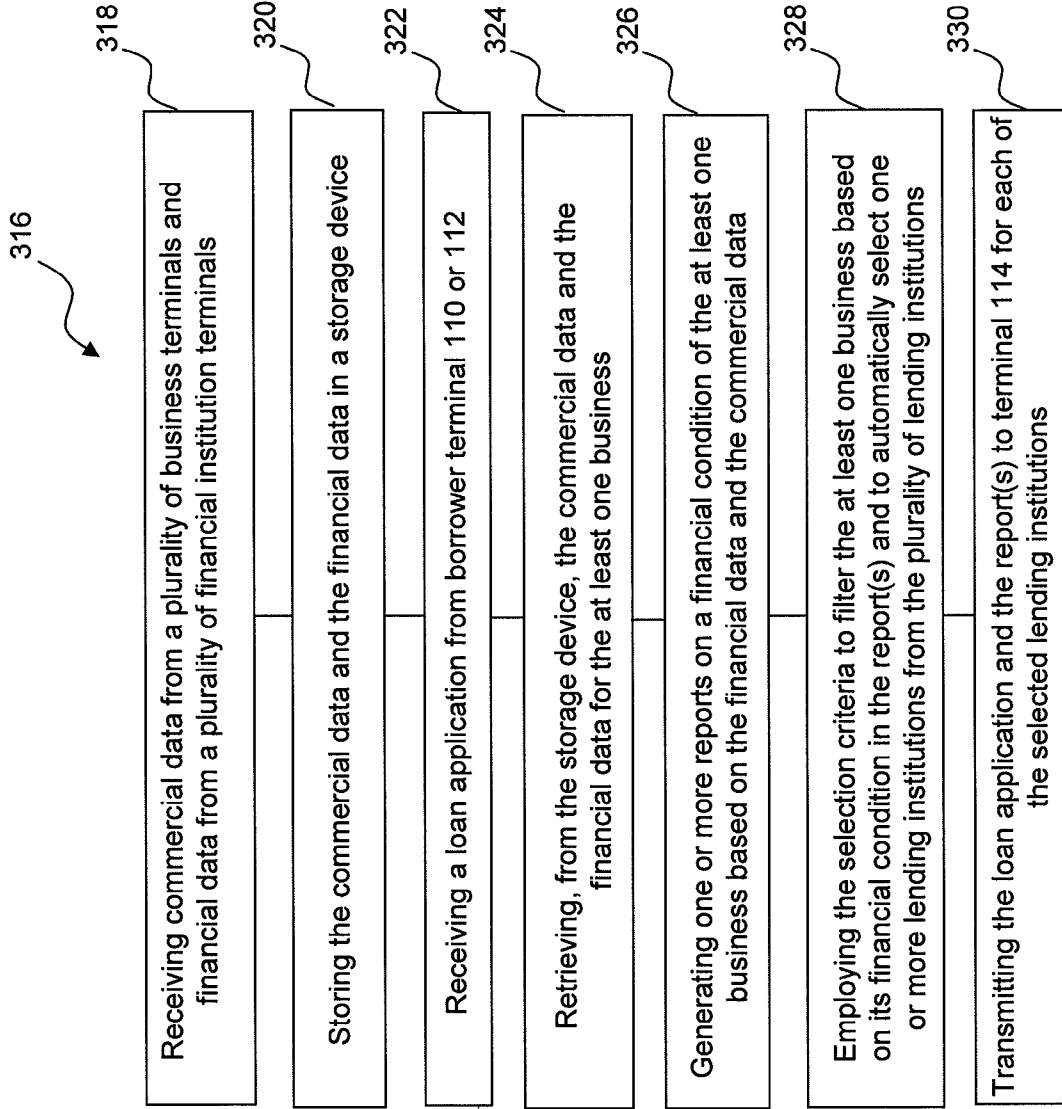 316
318
Receiving commercial data from a plurality of business terminals and
financial data from a plurality of financial institution terminals
320
Storing the commercial data and the financial data in a storage device
322
Receiving a loan application from borrower terminal 110 or 112
324
Retrieving, from the storage device, the commercial data and the
financial data for the at least one business
326
Generating one or more reports on a financial condition of the at least one
business based on the financial data and the commercial data
328
Employing the selection criteria to filter the at least one business based
on its financial condition in the report(s) and to automatically select one
or more lending institutions from the plurality of lending institutions
330
Transmitting the loan application and the report(s) to terminal 114 for each of
the selected lending institutions